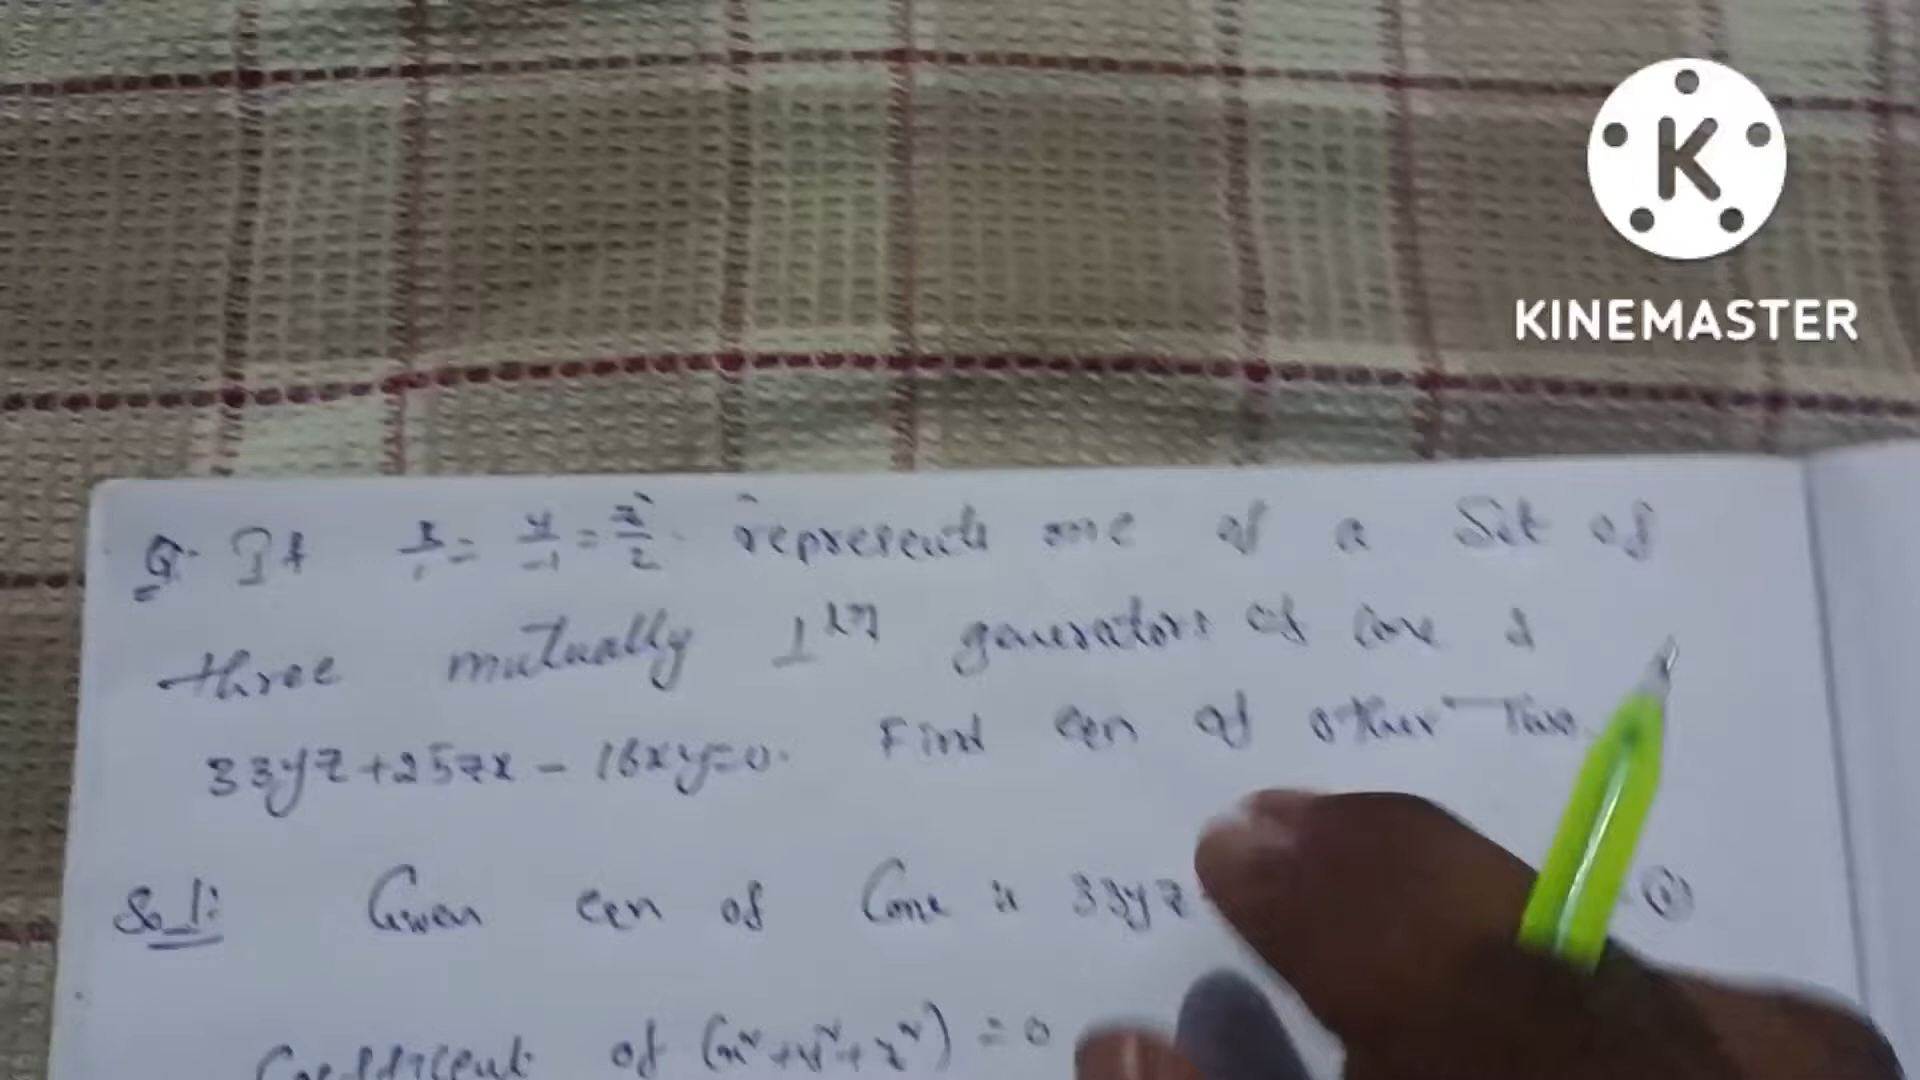 KINEMASTER
Q. If x/1 = y/-1 = z/2 represents one of a Set of
three mutually ⊥ler generators of Cone
33yz+25zx - 16xy=0. Find Eqn of other two
Sol: Given Eqn of Cone is 33yz (i)
Coefficient of (x²+y²+z²) = 0